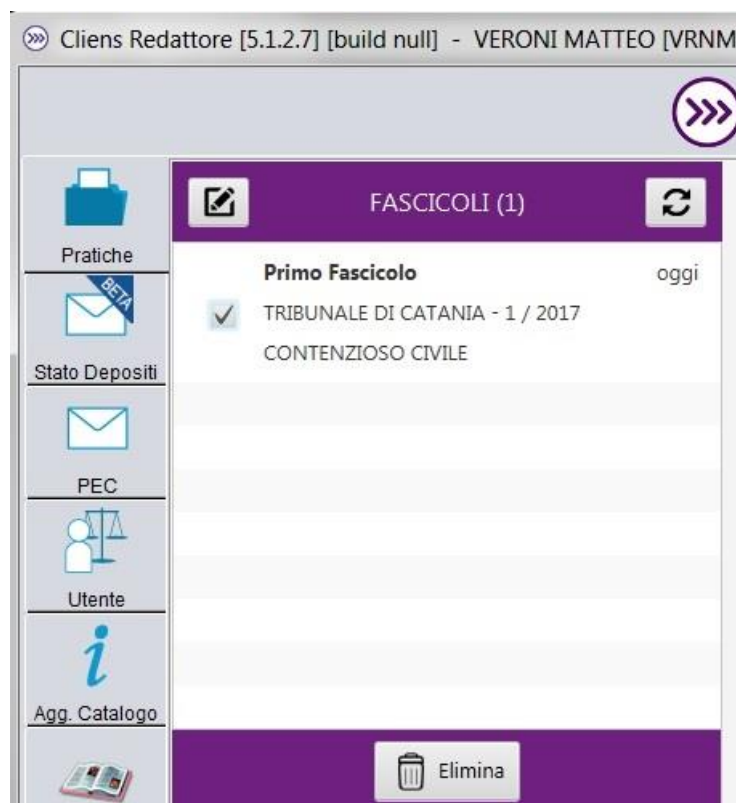 Cliens Redattore [5.1.2.7] [build null] - VERONI MATTEO [VRNM
FASCICOLI (1)
Pratiche
Primo Fascicolo oggi
TRIBUNALE DI CATANIA - 1 / 2017
CONTENZIOSO CIVILE
BETA
Stato Depositi
PEC
Utente
Agg. Catalogo
Elimina